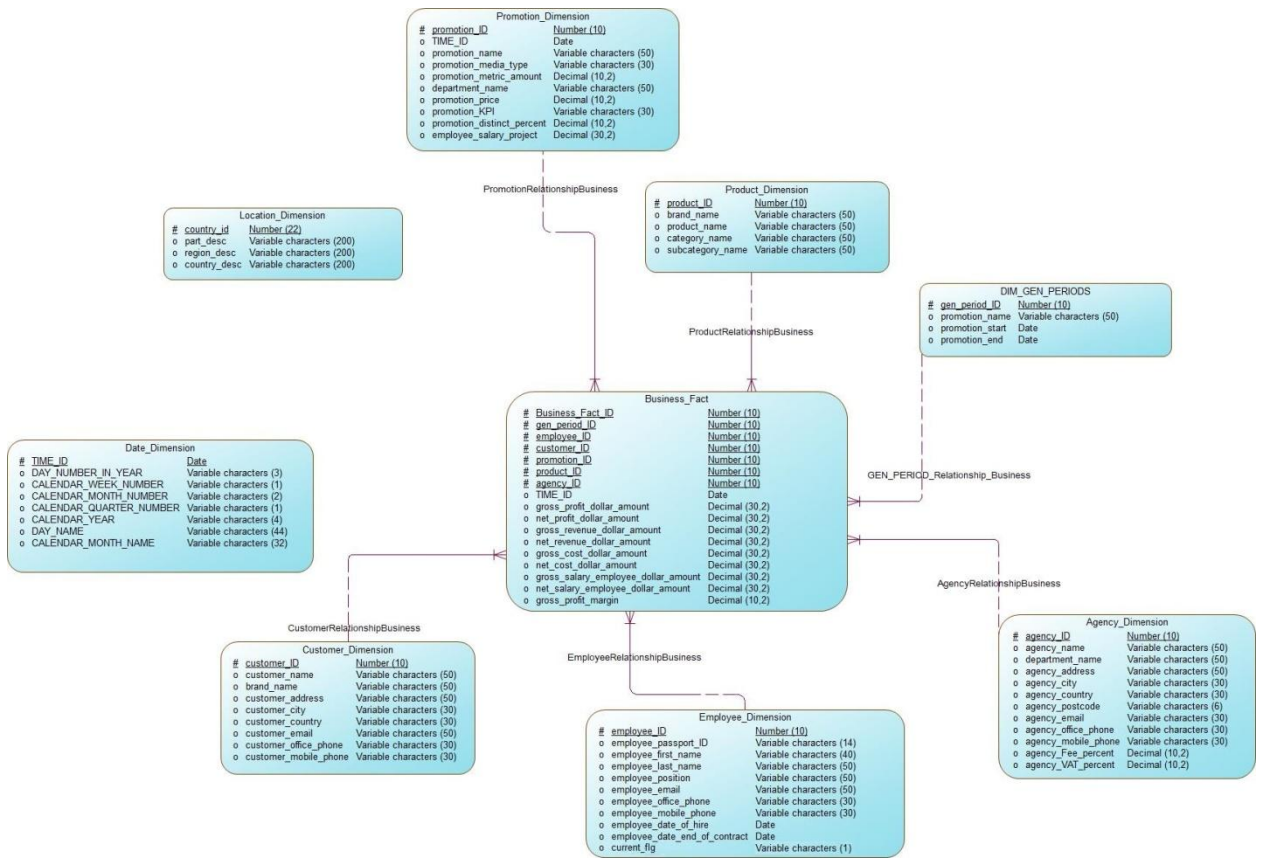 Promotion_Dimension
# promotion_ID Number (10)
o TIME_ID Date
o promotion_name Variable characters (50)
o promotion_media_type Variable characters (30)
o promotion_metric_amount Decimal (10,2)
o department_name Variable characters (50)
o promotion_price Decimal (10,2)
o promotion_KPI Variable characters (30)
o promotion_distinct_percent Decimal (10,2)
o employee_salary_project Decimal (30,2)
PromotionRelationshipBusiness
Location_Dimension
# country_id Number (22)
o part_desc Variable characters (200)
o region_desc Variable characters (200)
o country_desc Variable characters (200)
Product_Dimension
# product_ID Number (10)
o brand_name Variable characters (50)
o product_name Variable characters (50)
o category_name Variable characters (50)
o subcategory_name Variable characters (50)
ProductRelationshipBusiness
DIM_GEN_PERIODS
# gen_period_ID Number (10)
o promotion_name Variable characters (50)
o promotion_start Date
o promotion_end Date
GEN_PERIOD_Relationship_Business
Business_Fact
# Business_Fact_ID Number (10)
# gen_period_ID Number (10)
# employee_ID Number (10)
# customer_ID Number (10)
# promotion_ID Number (10)
# product_ID Number (10)
# agency_ID Number (10)
o TIME_ID Date
o gross_profit_dollar_amount Decimal (30,2)
o net_profit_dollar_amount Decimal (30,2)
o gross_revenue_dollar_amount Decimal (30,2)
o net_revenue_dollar_amount Decimal (30,2)
o gross_cost_dollar_amount Decimal (30,2)
o net_cost_dollar_amount Decimal (30,2)
o gross_salary_employee_dollar_amount Decimal (30,2)
o net_salary_employee_dollar_amount Decimal (30,2)
o gross_profit_margin Decimal (10,2)
Date_Dimension
# TIME_ID Date
o DAY_NUMBER_IN_YEAR Variable characters (3)
o CALENDAR_WEEK_NUMBER Variable characters (1)
o CALENDAR_MONTH_NUMBER Variable characters (2)
o CALENDAR_QUARTER_NUMBER Variable characters (1)
o CALENDAR_YEAR Variable characters (4)
o DAY_NAME Variable characters (44)
o CALENDAR_MONTH_NAME Variable characters (32)
CustomerRelationshipBusiness
Customer_Dimension
# customer_ID Number (10)
o customer_name Variable characters (50)
o brand_name Variable characters (50)
o customer_address Variable characters (50)
o customer_city Variable characters (30)
o customer_country Variable characters (30)
o customer_email Variable characters (50)
o customer_office_phone Variable characters (30)
o customer_mobile_phone Variable characters (30)
EmployeeRelationshipBusiness
Employee_Dimension
# employee_ID Number (10)
o employee_passport_ID Variable characters (14)
o employee_first_name Variable characters (40)
o employee_last_name Variable characters (50)
o employee_position Variable characters (50)
o employee_email Variable characters (50)
o employee_office_phone Variable characters (30)
o employee_mobile_phone Variable characters (30)
o employee_date_of_hire Date
o employee_date_end_of_contract Date
o current_flg Variable characters (1)
AgencyRelationshipBusiness
Agency_Dimension
# agency_ID Number (10)
o agency_name Variable characters (50)
o department_name Variable characters (50)
o agency_address Variable characters (50)
o agency_city Variable characters (30)
o agency_country Variable characters (30)
o agency_postcode Variable characters (6)
o agency_email Variable characters (30)
o agency_office_phone Variable characters (30)
o agency_mobile_phone Variable characters (30)
o agency_Fee_percent Decimal (10,2)
o agency_VAT_percent Decimal (10,2)